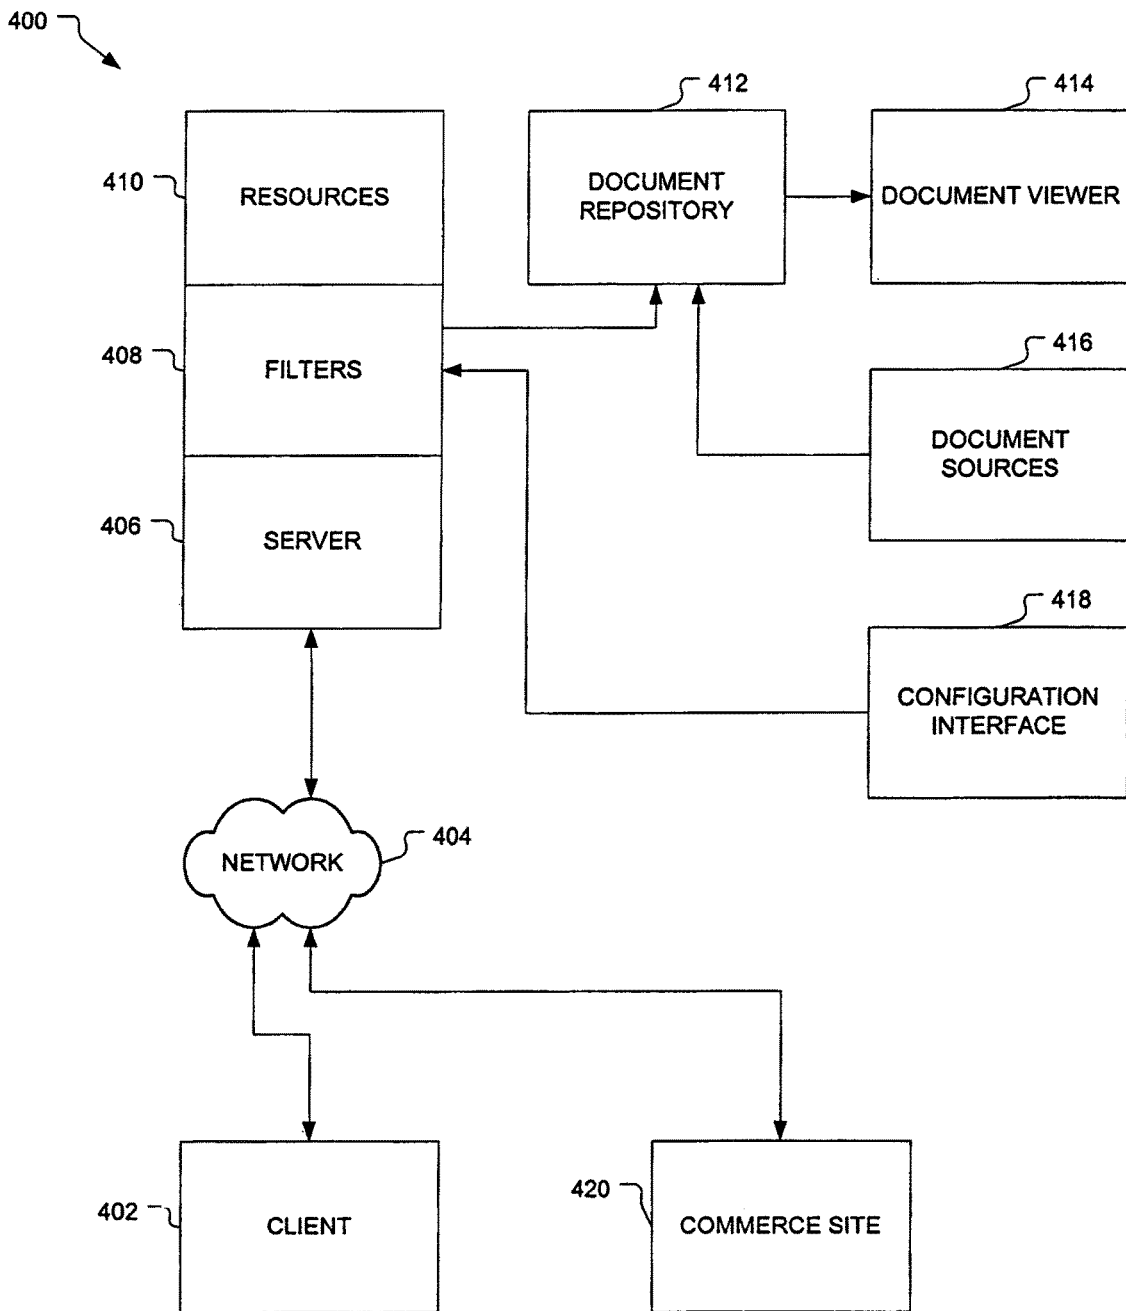 400
412
414
410
RESOURCES
DOCUMENT
REPOSITORY
DOCUMENT VIEWER
408
FILTERS
416
DOCUMENT
SOURCES
406
SERVER
418
CONFIGURATION
INTERFACE
NETWORK
404
402
CLIENT
420
COMMERCE SITE